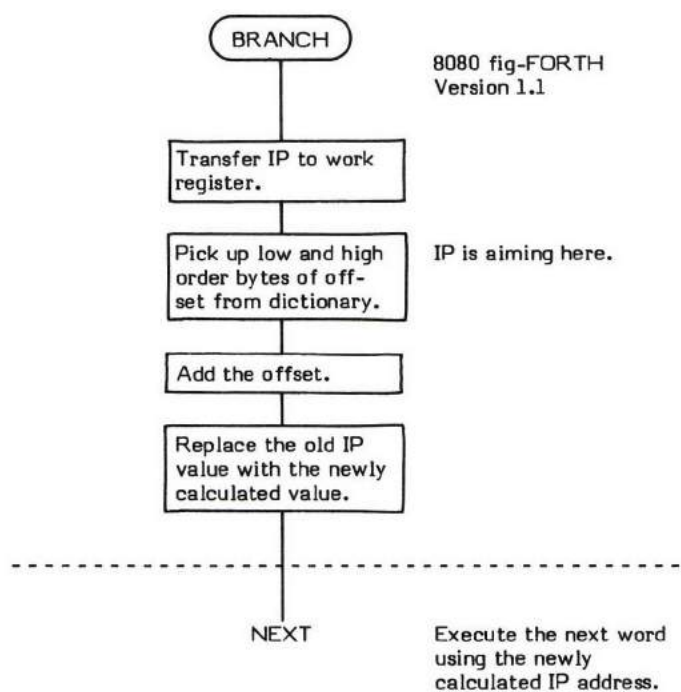 BRANCH
8080 fig-FORTH
Version 1.1
Transfer IP to work
register.
Pick up low and high
order bytes of off-
set from dictionary.
IP is aiming here.
Add the offset.
Replace the old IP
value with the newly
calculated value.
NEXT
Execute the next word
using the newly
calculated IP address.